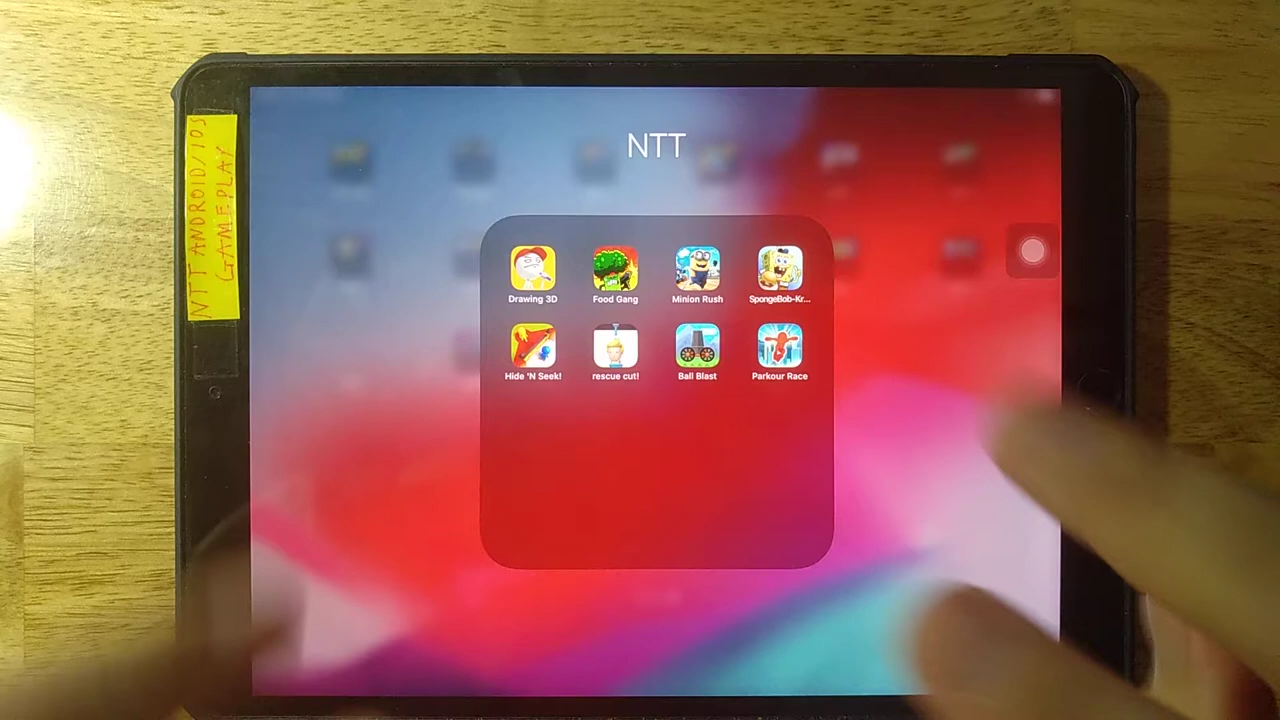 NTT ANDROID/IOS
GAMEPLAY
NTT
Drawing 3D
Food Gang
Minion Rush
SpongeBob-Kr...
Hide 'N Seek!
rescue cut!
Ball Blast
Parkour Race